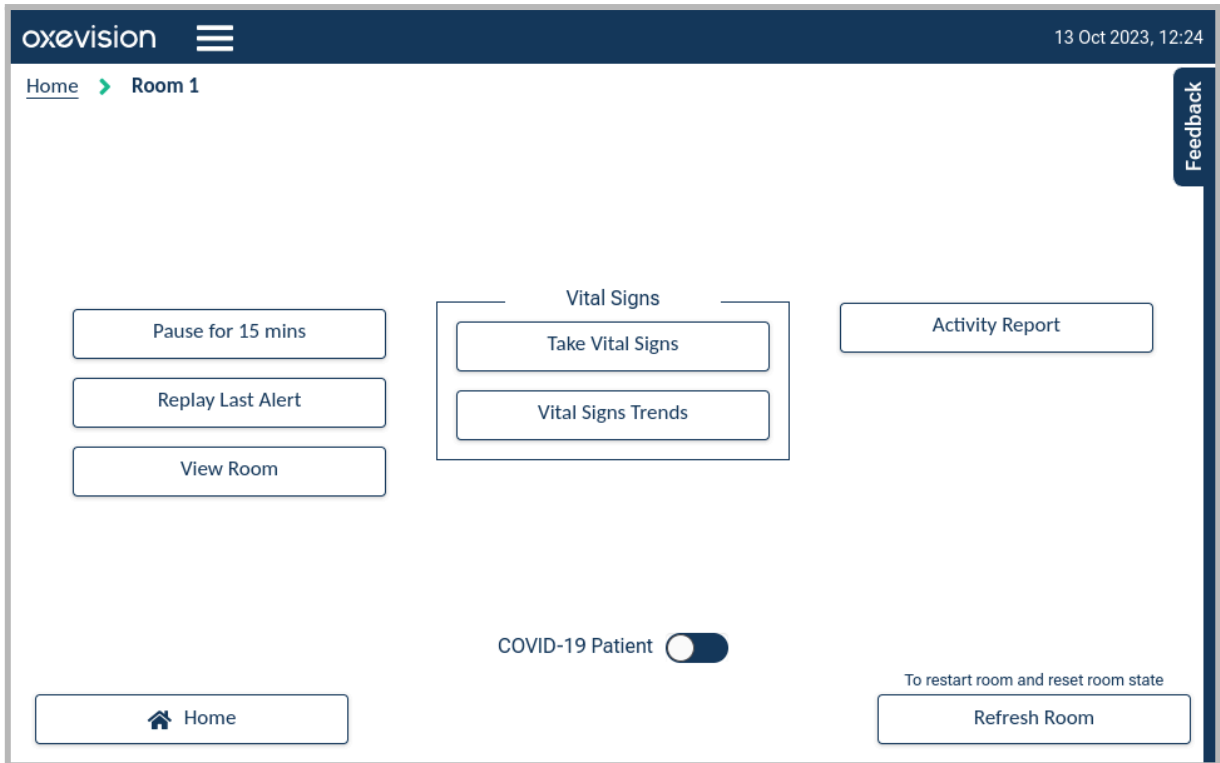 oxevision
13 Oct 2023, 12:24
Home > Room 1
Feedback
Pause for 15 mins
Replay Last Alert
View Room
Vital Signs
Take Vital Signs
Vital Signs Trends
Activity Report
COVID-19 Patient
To restart room and reset room state
Home
Refresh Room